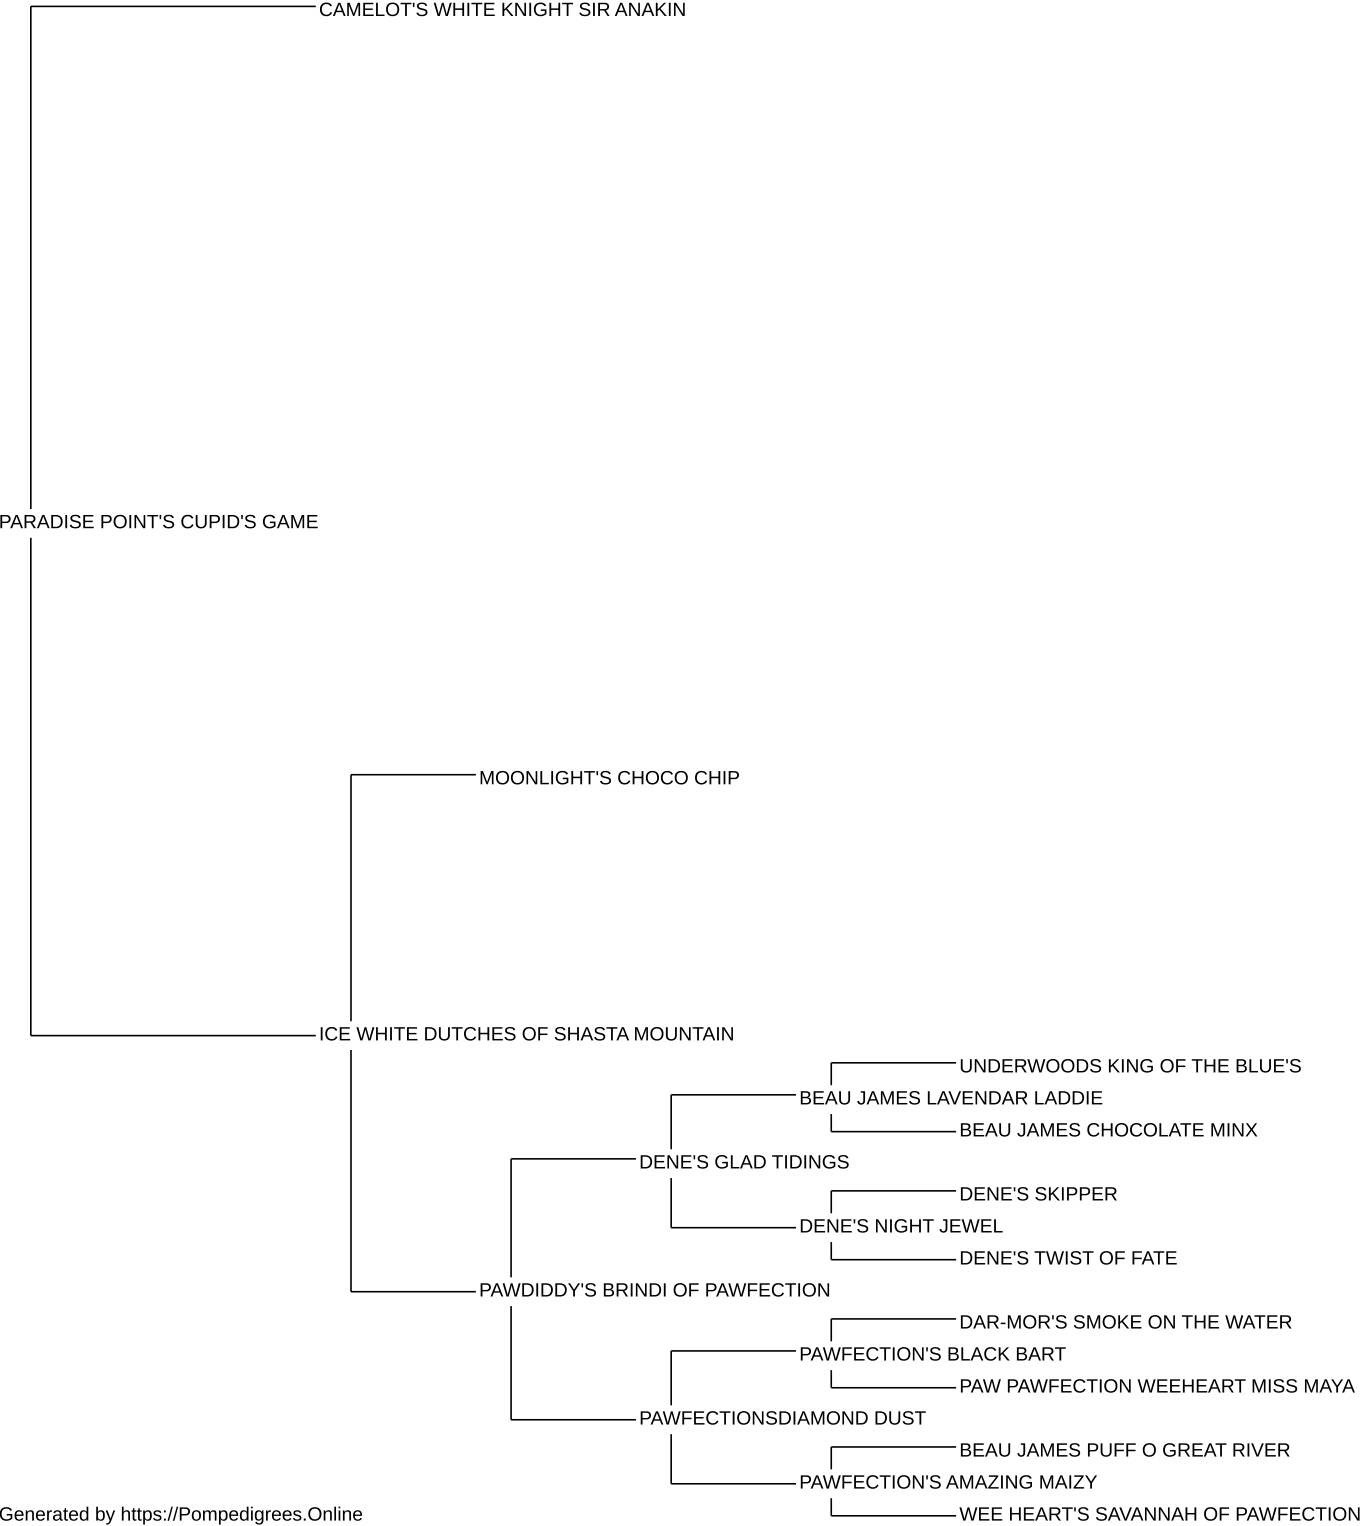 CAMELOT'S WHITE KNIGHT SIR ANAKIN
PARADISE POINT'S CUPID'S GAME
MOONLIGHT'S CHOCO CHIP
ICE WHITE DUTCHES OF SHASTA MOUNTAIN
UNDERWOODS KING OF THE BLUE'S
BEAU JAMES LAVENDAR LADDIE
BEAU JAMES CHOCOLATE MINX
DENE'S GLAD TIDINGS
DENE'S SKIPPER
DENE'S NIGHT JEWEL
DENE'S TWIST OF FATE
PAWDIDDY'S BRINDI OF PAWFECTION
DAR-MOR'S SMOKE ON THE WATER
PAWFECTION'S BLACK BART
PAW PAWFECTION WEEHEART MISS MAYA
PAWFECTIONSDIAMOND DUST
BEAU JAMES PUFF O GREAT RIVER
PAWFECTION'S AMAZING MAIZY
WEE HEART'S SAVANNAH OF PAWFECTION
Generated by https://Pompedigrees.Online